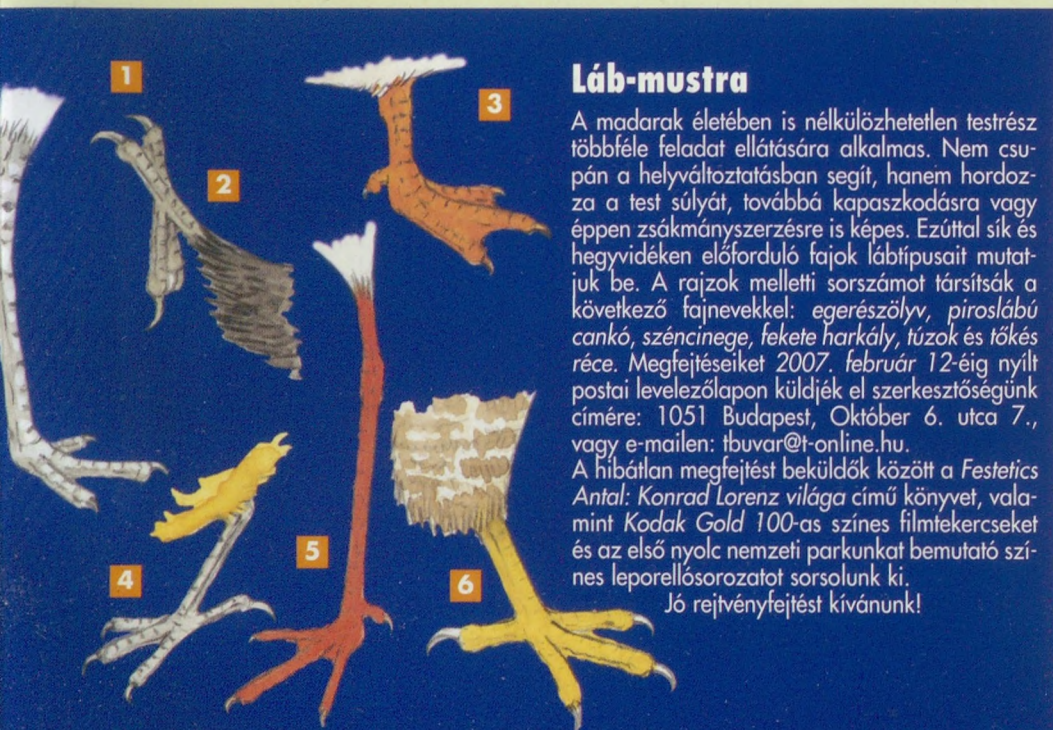 1
2
3
4
5
6
Láb-mustra
A madarak életében is nélkülözhetetlen testrész
többféle feladat ellátására alkalmas. Nem csu-
pán a helyváltoztatásban segít, hanem hordoz-
za a test súlyát, továbbá kapaszkodásra vagy
éppen zsákmányszerzésre is képes. Ezúttal sík és
hegyvidéken előforduló fajok lábtípusait mutat-
juk be. A rajzok melletti sorszámot társítsák a
következő fajnevekkel: egerészölyv, piroslábú
cankó, széncinege, fekete harkály, túzok és tőkés
réce. Megfejtéseiket 2007. február 12-éig nyílt
postai levelezőlapon küldjék el szerkesztőségünk
címére: 1051 Budapest, Október 6. utca 7.,
vagy e-mailen: tbuvar@t-online.hu.
A hibátlan megfejtést beküldők között a Festetics
Antal: Konrad Lorenz világa című könyvet, vala-
mint Kodak Gold 100-as színes filmtekercseket
és az első nyolc nemzeti parkunkat bemutató szí-
nes leporellósorozatot sorsolunk ki.
Jó rejtvényfejtést kívánunk!